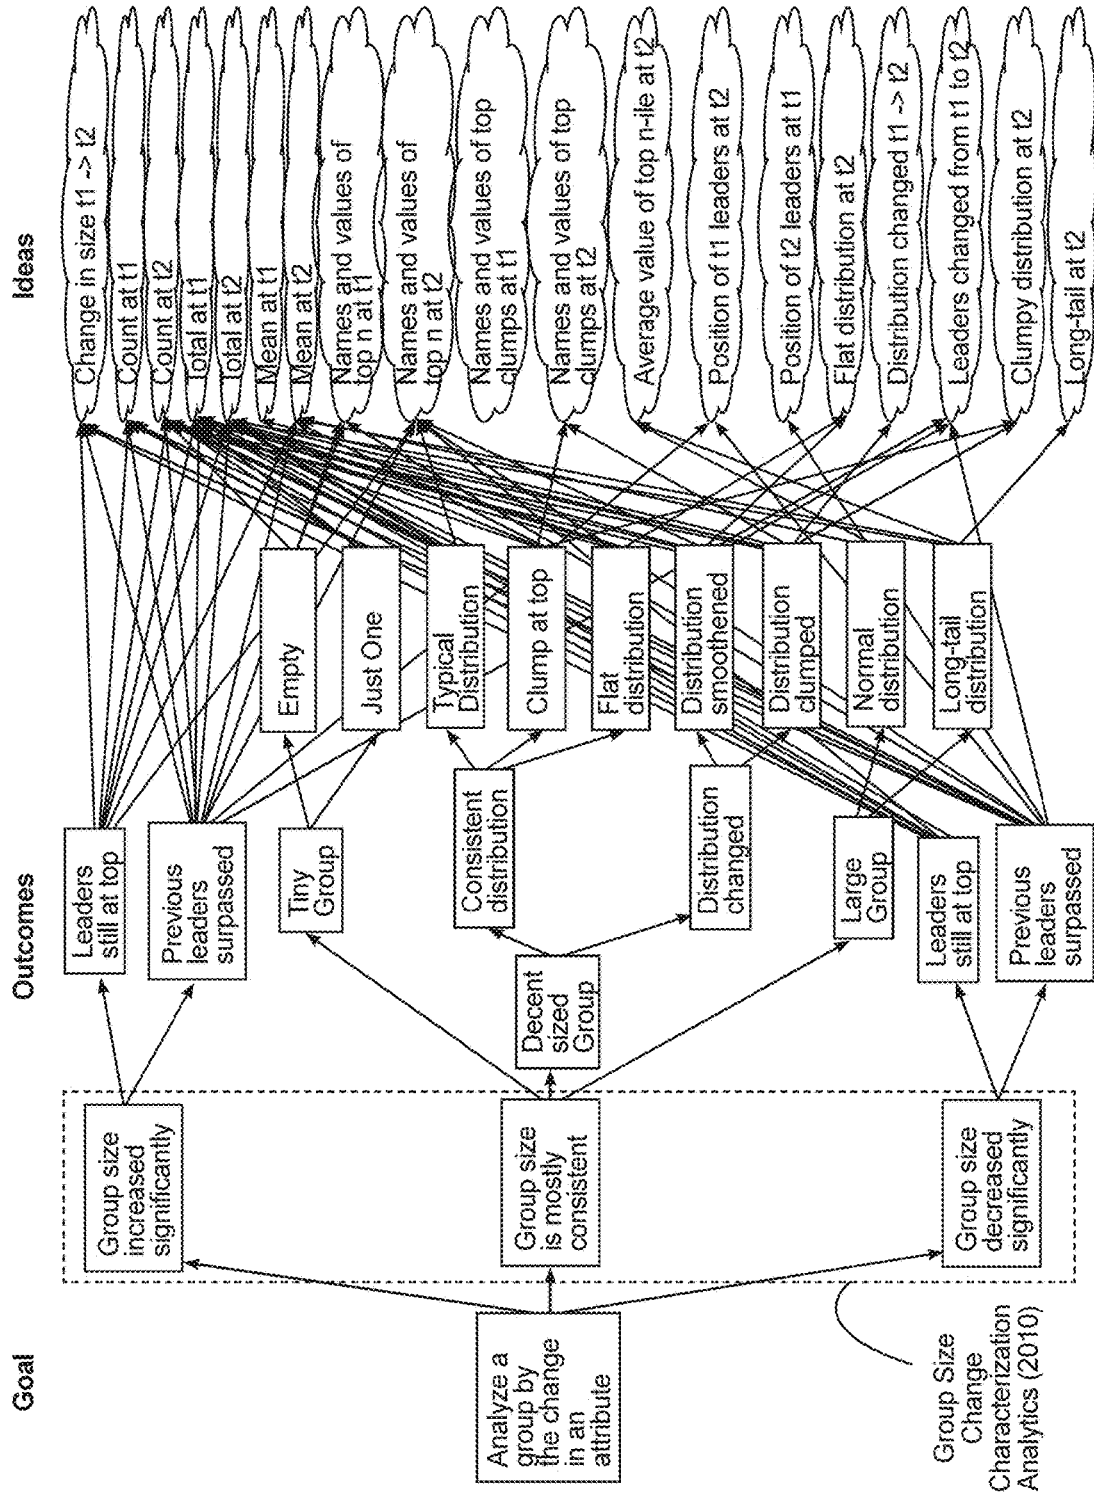 Goal
Outcomes
Ideas
Analyze a
group by
the change
in an
attribute
Group Size
Change
Characterization
Analytics (2010)
Group size
increased
significantly
Group size
is mostly
consistent
Group size
decreased
significantly
Leaders
still at top
Previous
leaders
surpassed
Tiny
Group
Decent
sized
Group
Large
Group
Leaders
still at top
Previous
leaders
surpassed
Consistent
distribution
Distribution
changed
Empty
Just One
Typical
Distribution
Clump at top
Flat
distribution
Distribution
smoothened
Distribution
clumped
Normal
distribution
Long-tail
distribution
Change in size t1 -> t2
Count at t1
Count at t2
Total at t1
Total at t2
Mean at t1
Mean at t2
Names and values of
top n at t1
Names and values of
top n at t2
Names and values of top
clumps at t1
Names and values of top
clumps at t2
Average value of top n-ile at t2
Position of t1 leaders at t2
Position of t2 leaders at t1
Flat distribution at t2
Distribution changed t1 -> t2
Leaders changed from t1 to t2
Clumpy distribution at t2
Long-tail at t2